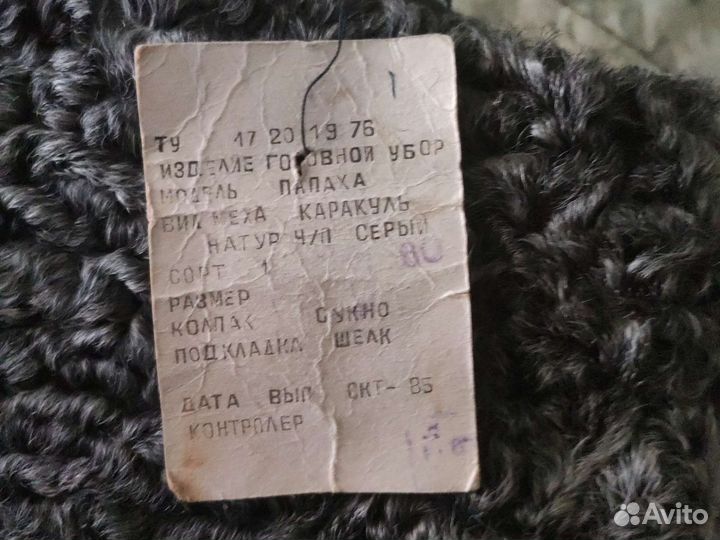 1
ТУ 17 20 19 76
ИЗДЕЛИЕ ГОЛОВНОЙ УБОР
МОДЕЛЬ ПАПАХА
ВИД МЕХА КАРАКУЛЬ
НАТУР Ч/П СЕРЫЙ
СОРТ 1
80
РАЗМЕР
КОЛПАК СУКНО
ПОДКЛАДКА ШЕЛК
ДАТА ВЫП ОКТ- 85
КОНТРОЛЕР
Avito